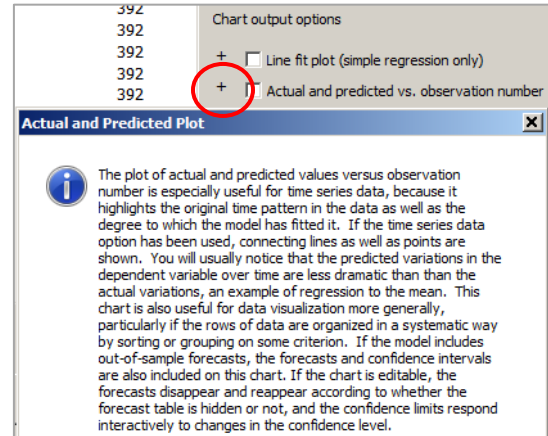 392
392
392
392
392
Chart output options
+ Line fit plot (simple regression only)
+ Actual and predicted vs. observation number
Actual and Predicted Plot
The plot of actual and predicted values versus observation
number is especially useful for time series data, because it
highlights the original time pattern in the data as well as the
degree to which the model has fitted it.  If the time series data
option has been used, connecting lines as well as points are
shown.  You will usually notice that the predicted variations in the
dependent variable over time are less dramatic than than the
actual variations, an example of regression to the mean.  This
chart is also useful for data visualization more generally,
particularly if the rows of data are organized in a systematic way
by sorting or grouping on some criterion.  If the model includes
out-of-sample forecasts, the forecasts and confidence intervals
are also included on this chart. If the chart is editable, the
forecasts disappear and reappear according to whether the
forecast table is hidden or not, and the confidence limits respond
interactively to changes in the confidence level.